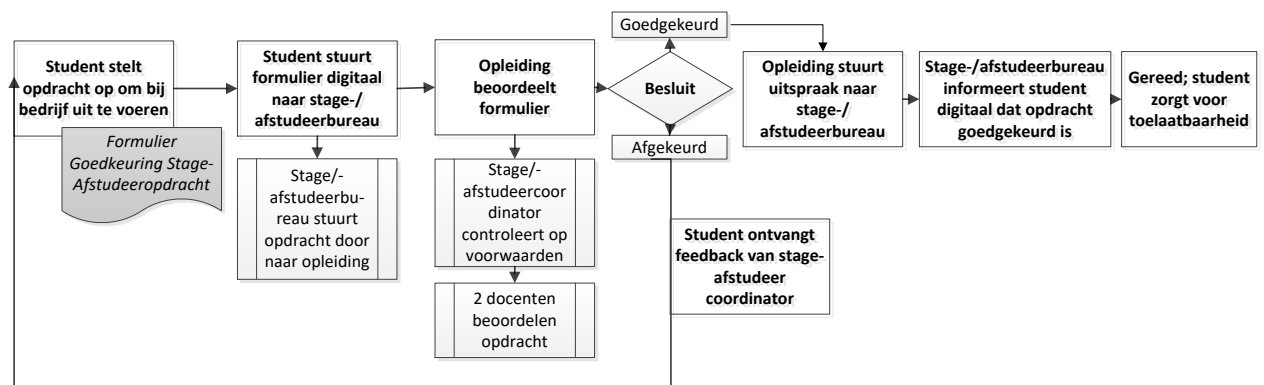 Student stelt
opdracht op om bij
bedrijf uit te voeren
Formulier
Goedkeuring Stage-
Afstudeeropdracht
Student stuurt
formulier digitaal
naar stage-/
afstudeerbureau
Stage/-
afstudeerbu-
reau stuurt
opdracht door
naar opleiding
Opleiding
beoordeelt
formulier
Stage/-
afstudeercoor
dinator
controleert op
voorwaarden
2 docenten
beoordelen
opdracht
Goedgekeurd
Besluit
Afgekeurd
Student ontvangt
feedback van stage-
afstudeer
coordinator
Opleiding stuurt
uitspraak naar
stage-/
afstudeerbureau
Stage-/afstudeerbureau
informeert student
digitaal dat opdracht
goedgekeurd is
Gereed; student
zorgt voor
toelaatbaarheid